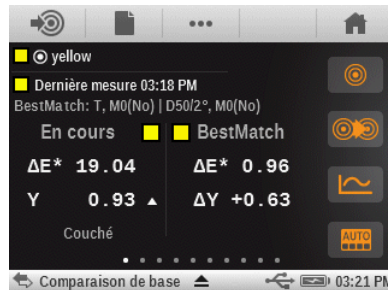 yellow
Dernière mesure 03:18 PM
BestMatch: T, M0(No) | D50/2°, M0(No)
En cours BestMatch
ΔE* 19.04 ΔE* 0.96
Y 0.93 ▲ ΔY +0.63
Couché
AUTO
Comparaison de base 03:21 PM